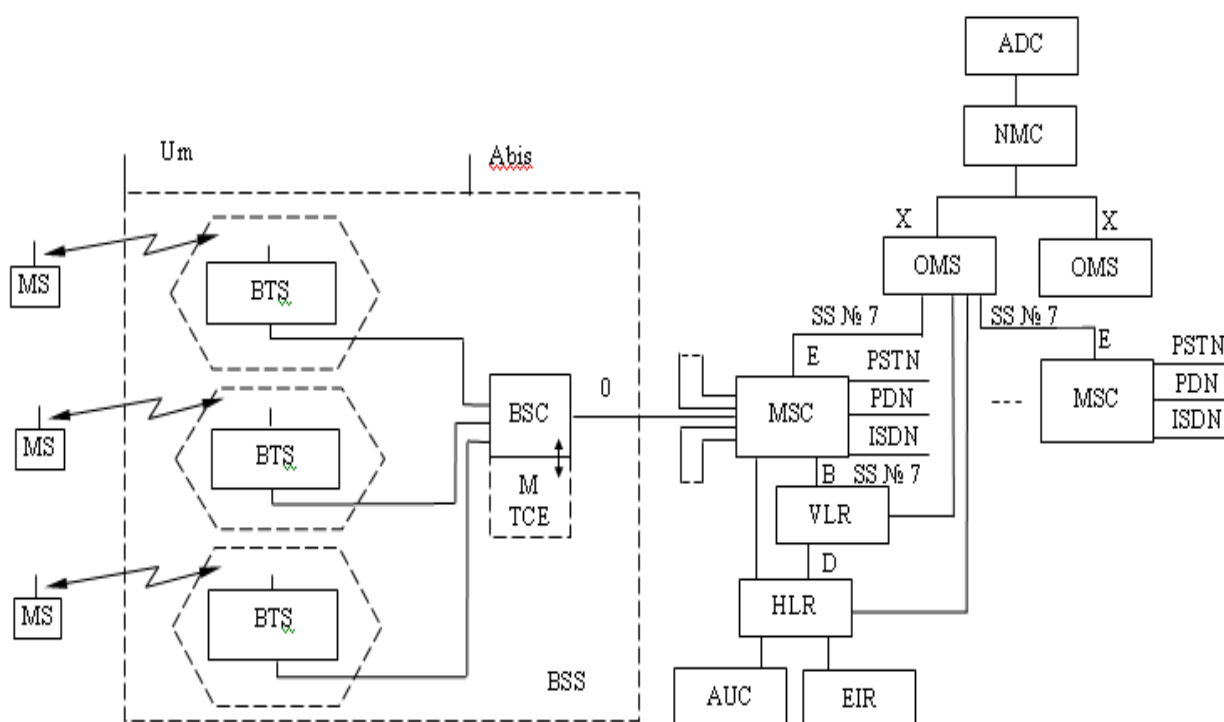 ADC
NMC
Um
Abis
X
X
OMS
OMS
MS
BTS
SS № 7
SS № 7
E
E
PSTN
PDN
ISDN
MSC
PSTN
PDN
ISDN
MSC
---
0
BSC
M
TCE
MS
BTS
B
SS № 7
VLR
D
HLR
MS
BTS
BSS
AUC
EIR